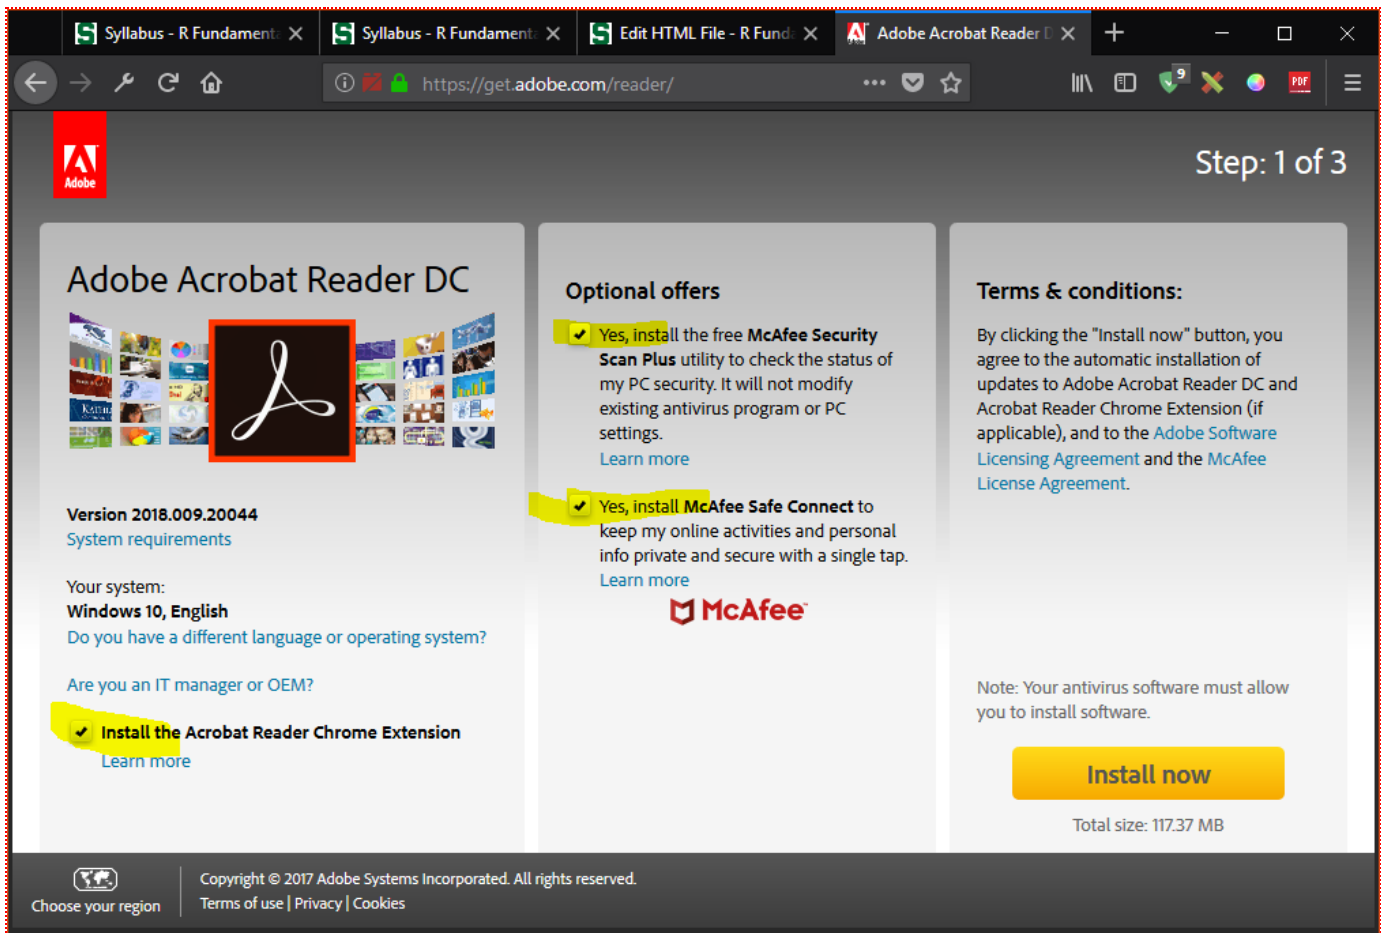 Syllabus - R Fundament
Syllabus - R Fundament
Edit HTML File - R Fund
Adobe Acrobat Reader D
https://get.adobe.com/reader/
9
PDF
Adobe
Step: 1 of 3
Adobe Acrobat Reader DC
Version 2018.009.20044
System requirements
Your system:
Windows 10, English
Do you have a different language or operating system?
Are you an IT manager or OEM?
Install the Acrobat Reader Chrome Extension
Learn more
Optional offers
Yes, install the free McAfee Security
Scan Plus utility to check the status of
my PC security. It will not modify
existing antivirus program or PC
settings.
Learn more
Yes, install McAfee Safe Connect to
keep my online activities and personal
info private and secure with a single tap.
Learn more
McAfee
Terms & conditions:
By clicking the "Install now" button, you
agree to the automatic installation of
updates to Adobe Acrobat Reader DC and
Acrobat Reader Chrome Extension (if
applicable), and to the Adobe Software
Licensing Agreement and the McAfee
License Agreement.
Note: Your antivirus software must allow
you to install software.
Install now
Total size: 117.37 MB
Choose your region
Copyright © 2017 Adobe Systems Incorporated. All rights reserved.
Terms of use | Privacy | Cookies